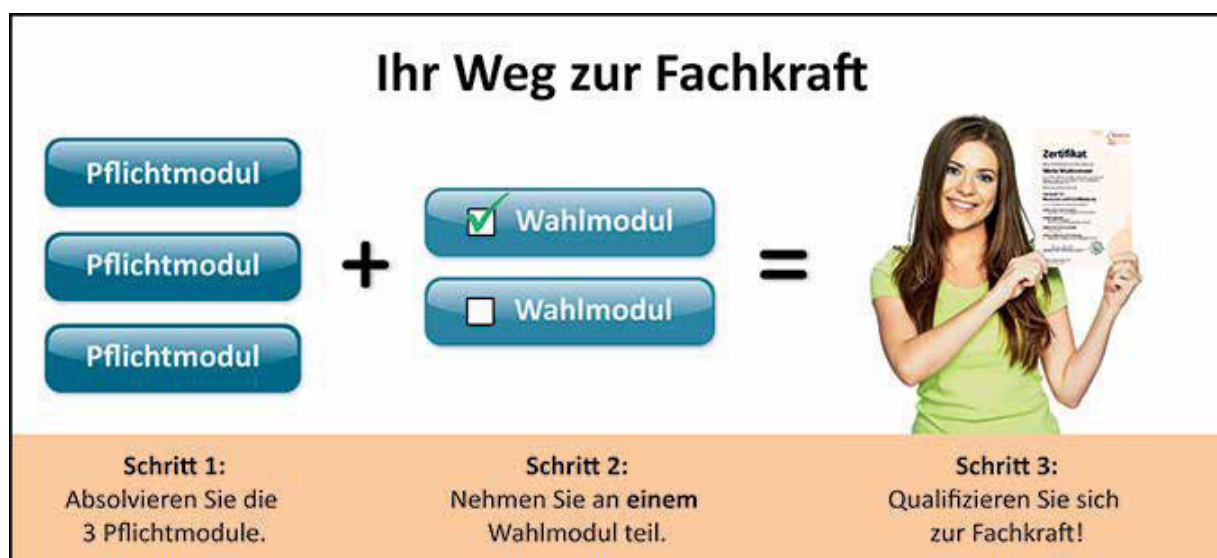 Ihr Weg zur Fachkraft
Pflichtmodul
Pflichtmodul
Pflichtmodul
+
Wahlmodul
Wahlmodul
=
Zertifikat
Schritt 1:
Absolvieren Sie die
3 Pflichtmodule.
Schritt 2:
Nehmen Sie an einem
Wahlmodul teil.
Schritt 3:
Qualifizieren Sie sich
zur Fachkraft!